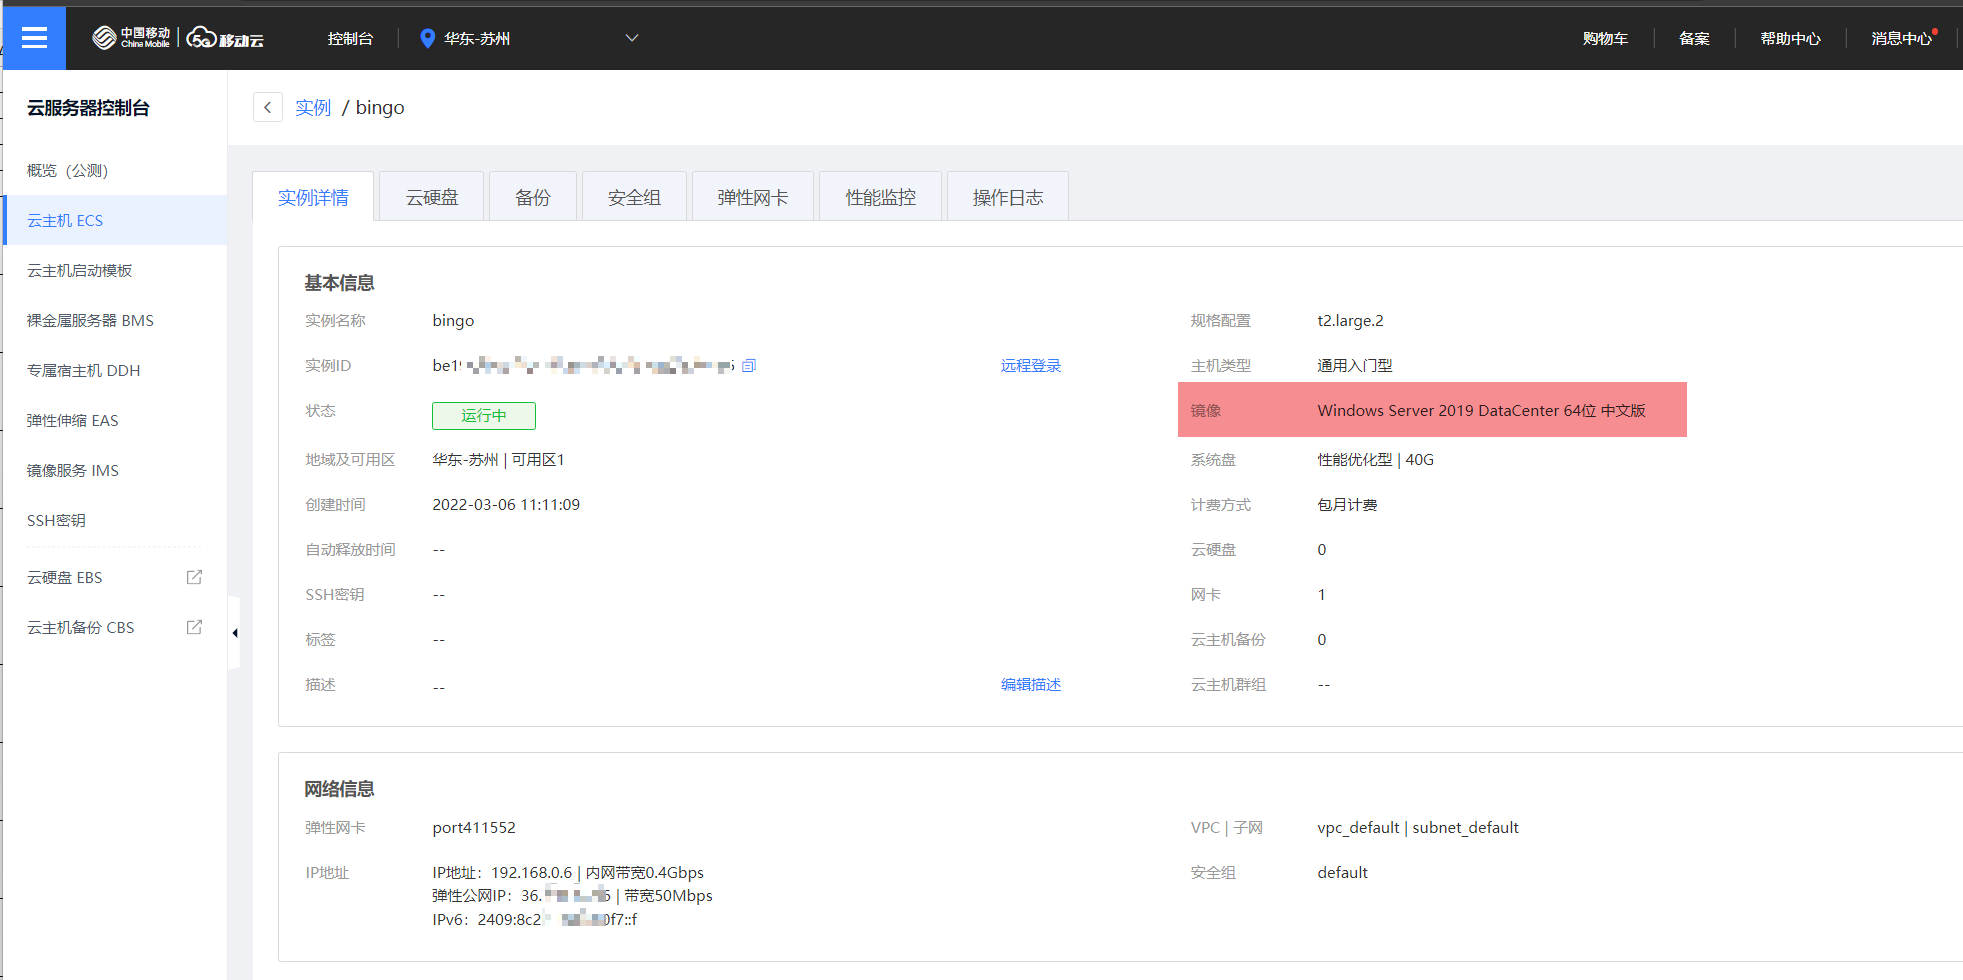 中国移动 China Mobile 5G 移动云 控制台 华东-苏州 购物车 备案 帮助中心 消息中心
云服务器控制台
概览（公测）
云主机 ECS
云主机启动模板
裸金属服务器 BMS
专属宿主机 DDH
弹性伸缩 EAS
镜像服务 IMS
SSH密钥
云硬盘 EBS
云主机备份 CBS
实例 / bingo
实例详情 云硬盘 备份 安全组 弹性网卡 性能监控 操作日志
基本信息
实例名称 bingo 规格配置 t2.large.2
实例ID be1 远程登录 主机类型 通用入门型
状态 运行中 镜像 Windows Server 2019 DataCenter 64位 中文版
地域及可用区 华东-苏州 | 可用区1 系统盘 性能优化型 | 40G
创建时间 2022-03-06 11:11:09 计费方式 包月计费
自动释放时间 -- 云硬盘 0
SSH密钥 -- 网卡 1
标签 -- 云主机备份 0
描述 -- 编辑描述 云主机群组 --
网络信息
弹性网卡 port411552 VPC | 子网 vpc_default | subnet_default
IP地址 IP地址：192.168.0.6 | 内网带宽0.4Gbps 安全组 default
弹性公网IP：36. 6 | 带宽50Mbps
IPv6：2409:8c2 0f7::f